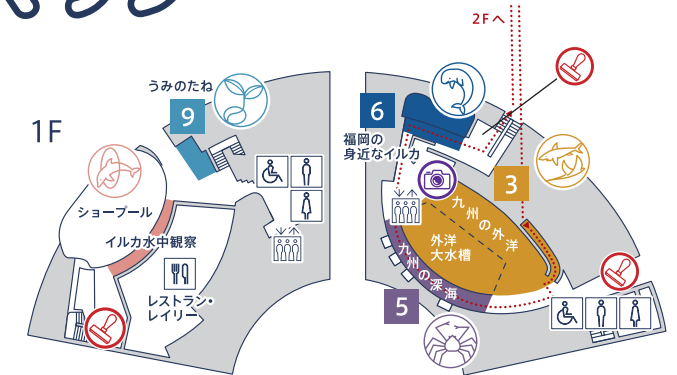 2Fへ
うみのたね
9
1F
6
福岡の
身近なイルカ
3
ショープール
イルカ水中観察
九州の外洋
外洋
大水槽
九州の深海
レストラン・
レイリー
5